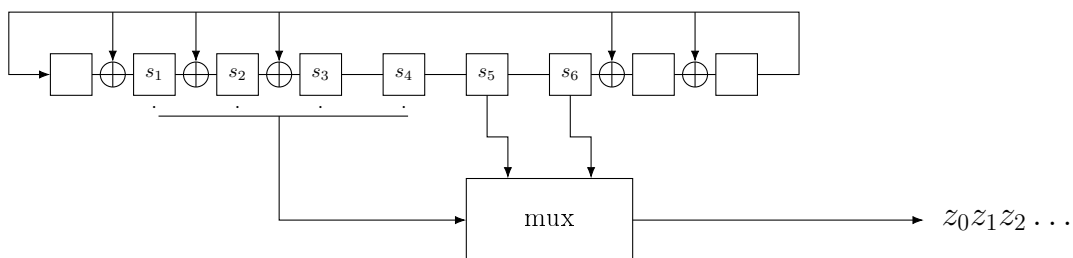 s₁ s₂ s₃ s₄ s₅ s₆
. . . .
mux
z₀z₁z₂ …